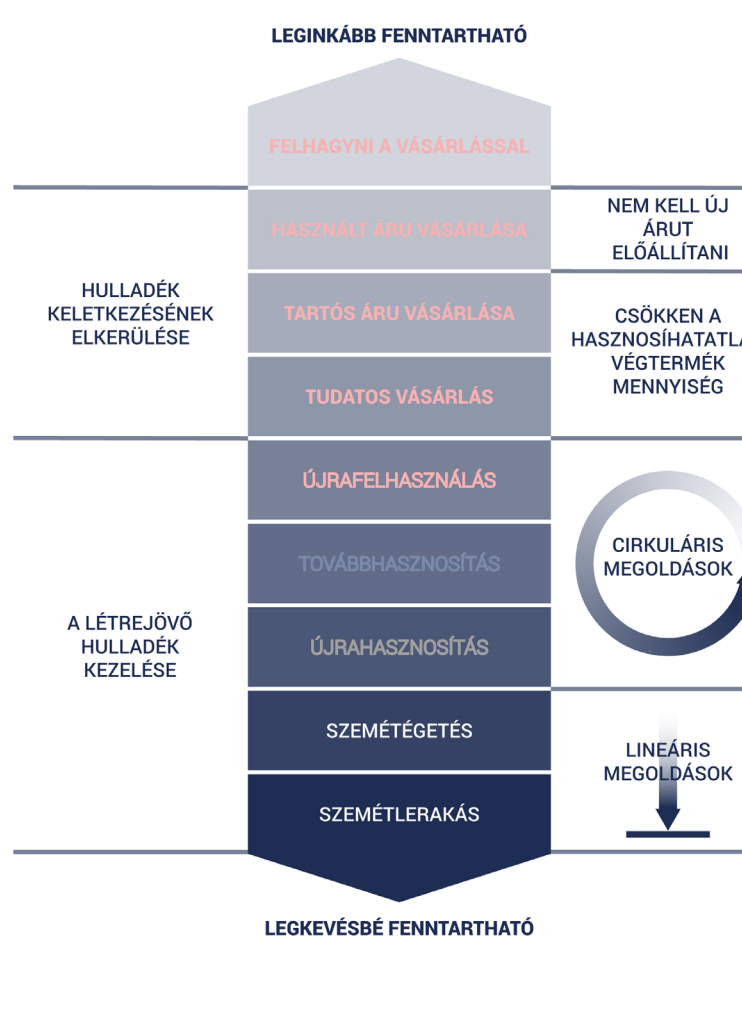 LEGINKÁBB FENNTARTHATÓ
FELHAGYNI A VÁSÁRLÁSSAL
HASZNÁLT ÁRU VÁSÁRLÁSA
NEM KELL ÚJ
ÁRUT
ELŐÁLLÍTANI
HULLADÉK
KELETKEZÉSÉNEK
ELKERÜLÉSE
TARTÓS ÁRU VÁSÁRLÁSA
TUDATOS VÁSÁRLÁS
CSÖKKEN A
VÉGTERMÉK
MENNYISÉG
ÚJRAFELHASZNÁLÁS
TOVÁBBHASZNOSÍTÁS
ÚJRAHASZNOSÍTÁS
CIRKULÁRIS
MEGOLDÁSOK
A LÉTREJÖVŐ
HULLADÉK
KEZELÉSE
SZEMÉTÉGETÉS
SZEMÉTLERAKÁS
LINEÁRIS
MEGOLDÁSOK
LEGKEVÉSBÉ FENNTARTHATÓ